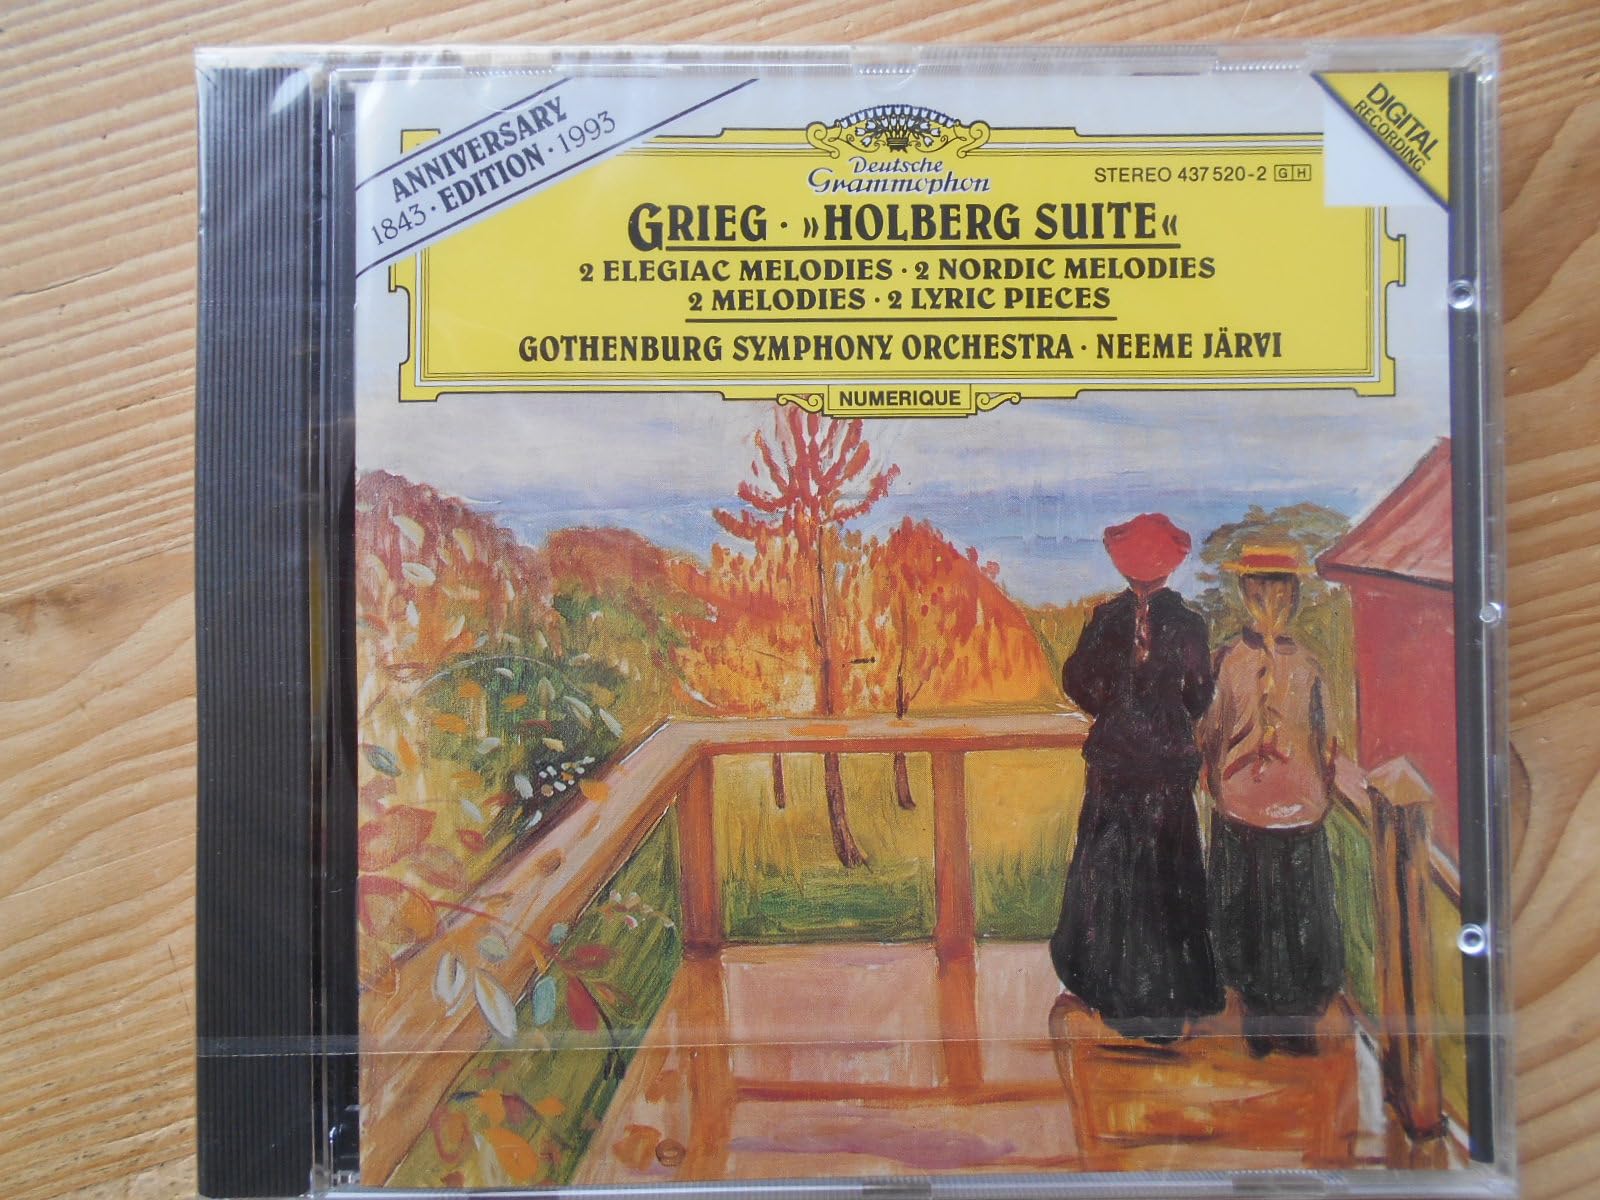 ANNIVERSARY
1843 · EDITION · 1993
Deutsche
Grammophon
STEREO 437 520-2 G H
DIGITAL
RECORDING
GRIEG · »HOLBERG SUITE«
2 ELEGIAC MELODIES · 2 NORDIC MELODIES
2 MELODIES · 2 LYRIC PIECES
GOTHENBURG SYMPHONY ORCHESTRA · NEEME JÄRVI
NUMERIQUE